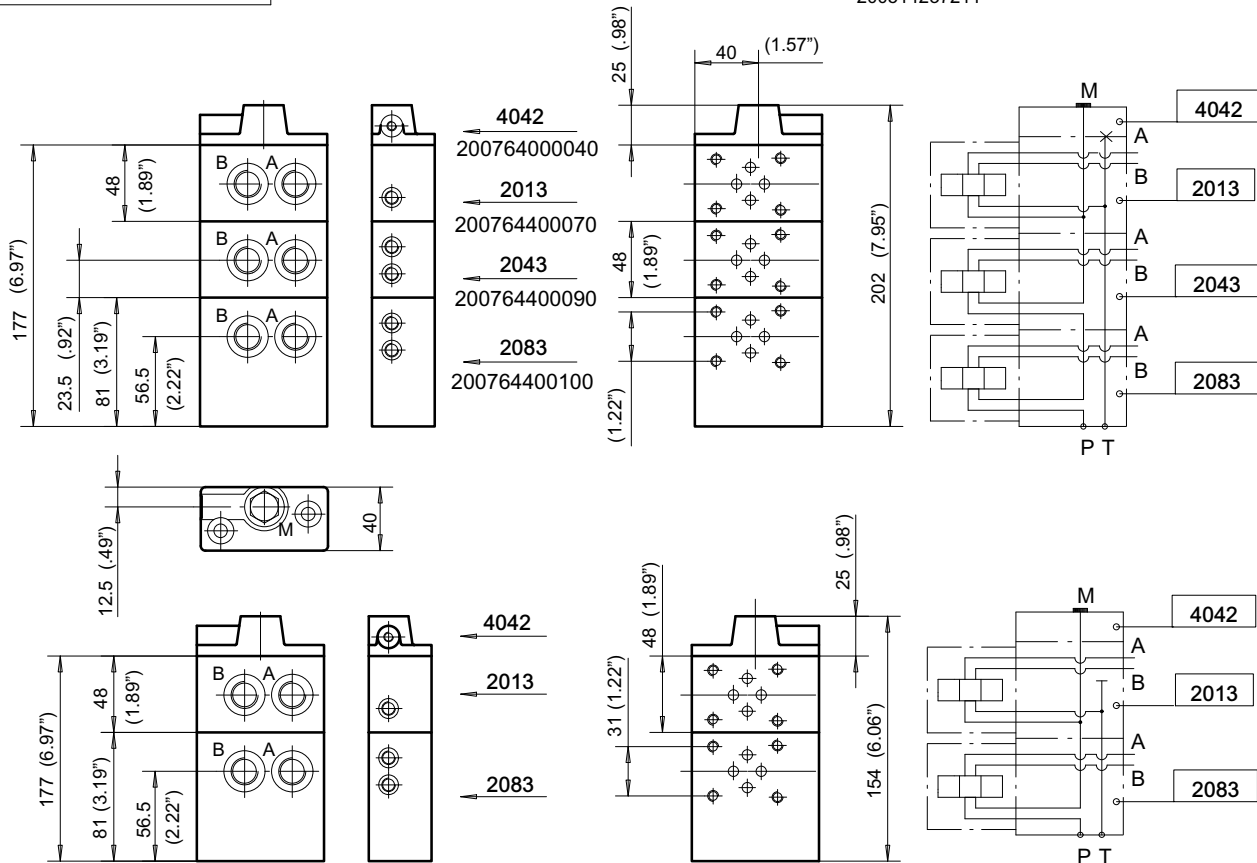 25 (.98")
40
(1.57")
177 (6.97")
48
(1.89")
23.5 (.92")
81 (3.19")
56.5
(2.22")
B A
B A
B A
4042
200764000040
2013
200764400070
2043
200764400090
2083
200764400100
48
(1.89")
(1.22")
202 (7.95")
M
A
B
A
B
A
B
P T
4042
2013
2043
2083
12.5 (.49")
M
40
177 (6.97")
48
(1.89")
81 (3.19")
56.5
(2.22")
B A
B A
4042
2013
2083
48 (1.89")
31 (1.22")
25 (.98")
154 (6.06")
M
A
B
A
B
P T
4042
2013
2083